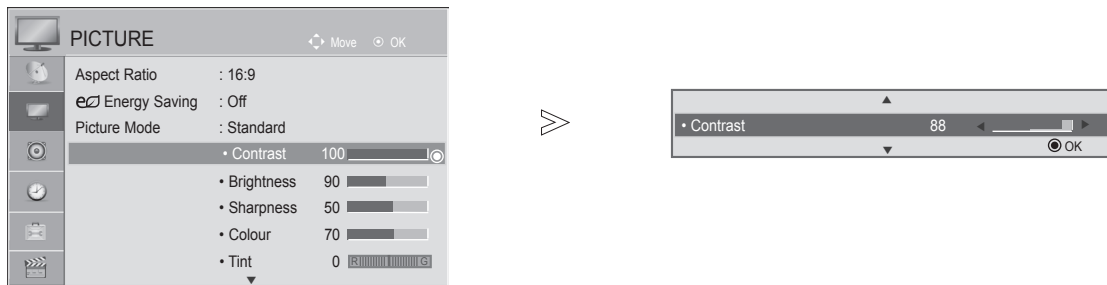 PICTURE Move OK
Aspect Ratio : 16:9
Energy Saving : Off
Picture Mode : Standard
• Contrast 100
• Brightness 90
• Sharpness 50
• Colour 70
• Tint 0 R G
• Contrast 88
OK